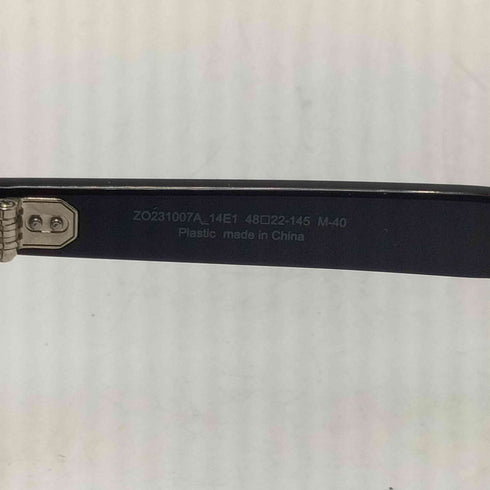 ZO231007A_14E1 48□22-145 M-40
Plastic made in China